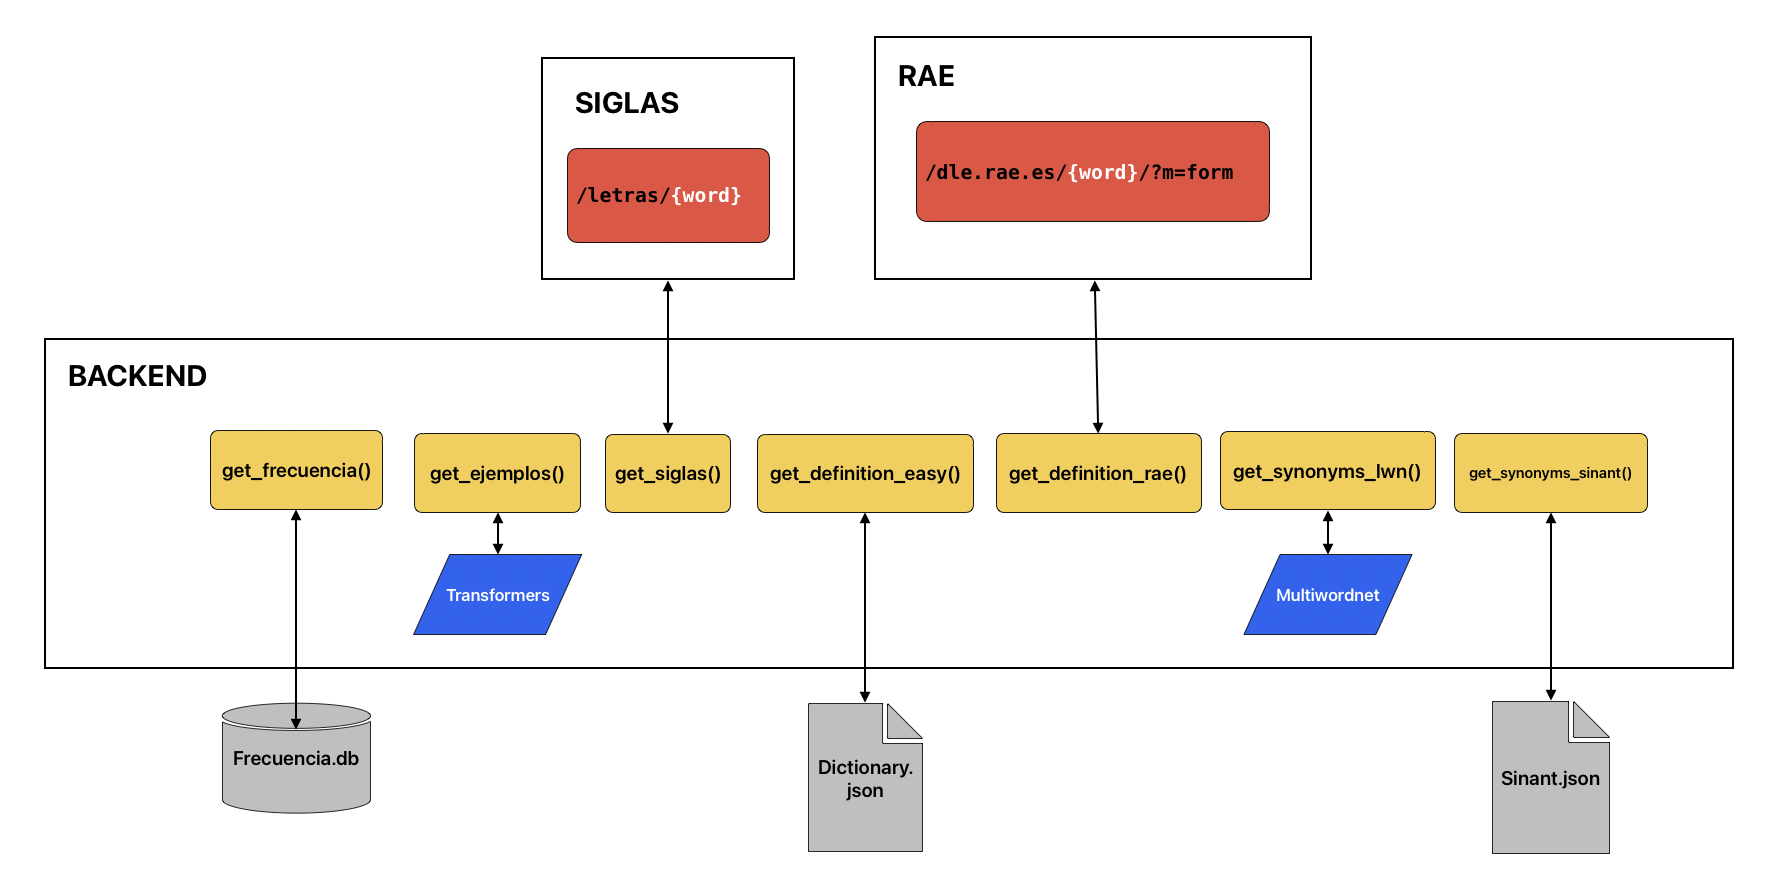 SIGLAS
/letras/{word}
RAE
/dle.rae.es/{word}/?m=form
BACKEND
get_frecuencia()
get_ejemplos()
get_siglas()
get_definition_easy()
get_definition_rae()
get_synonyms_lwn()
get_synonyms_sinant()
Transformers
Multiwordnet
Frecuencia.db
Dictionary.
json
Sinant.json